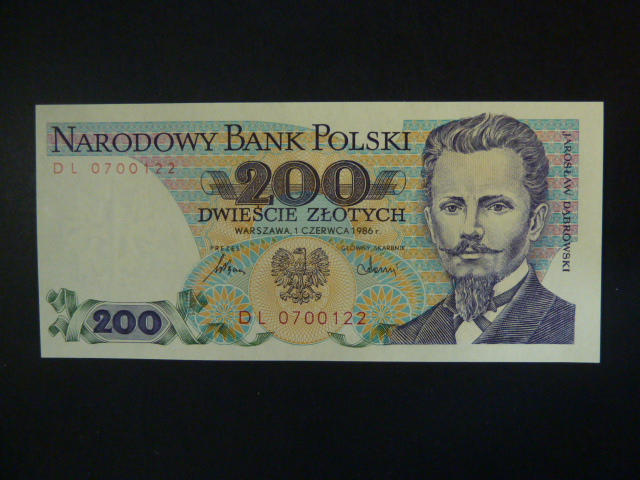 NARODOWY BANK POLSKI
DL 0700122
200
DWIEŚCIE ZŁOTYCH
WARSZAWA, 1 CZERWCA 1986 r.
PREZES
GŁÓWNY SKARBNIK
JAROSŁAW DĄBROWSKI
200
DL 0700122